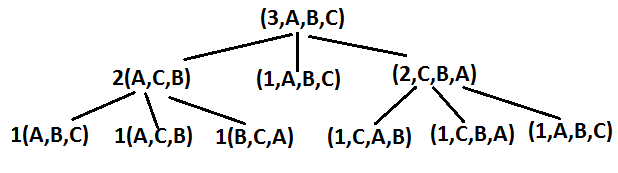 (3,A,B,C)
2(A,C,B) (1,A,B,C) (2,C,B,A)
1(A,B,C) 1(A,C,B) 1(B,C,A) (1,C,A,B) (1,C,B,A) (1,A,B,C)